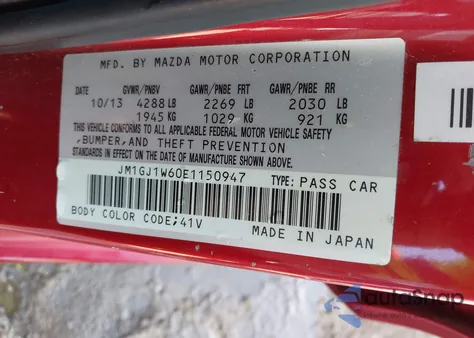 MFD. BY MAZDA MOTOR CORPORATION
GVWR/PNBV GAWR/PNBE FRT GAWR/PNBE RR
10/13 4288 LB 2269 LB 2030 LB
1945 KG 1029 KG 921 KG
THIS VEHICLE CONFORMS TO ALL APPLICABLE FEDERAL MOTOR VEHICLE SAFETY,
BUMPER, AND THEFT PREVENTION
STANDARDS IN EFFECT ON THE DATE OF MANUFACTURE SHOWN ABOVE.
JM1GJ1W60E1150947 TYPE: PASS CAR
BODY COLOR CODE;41V MADE IN JAPAN
autoSnap